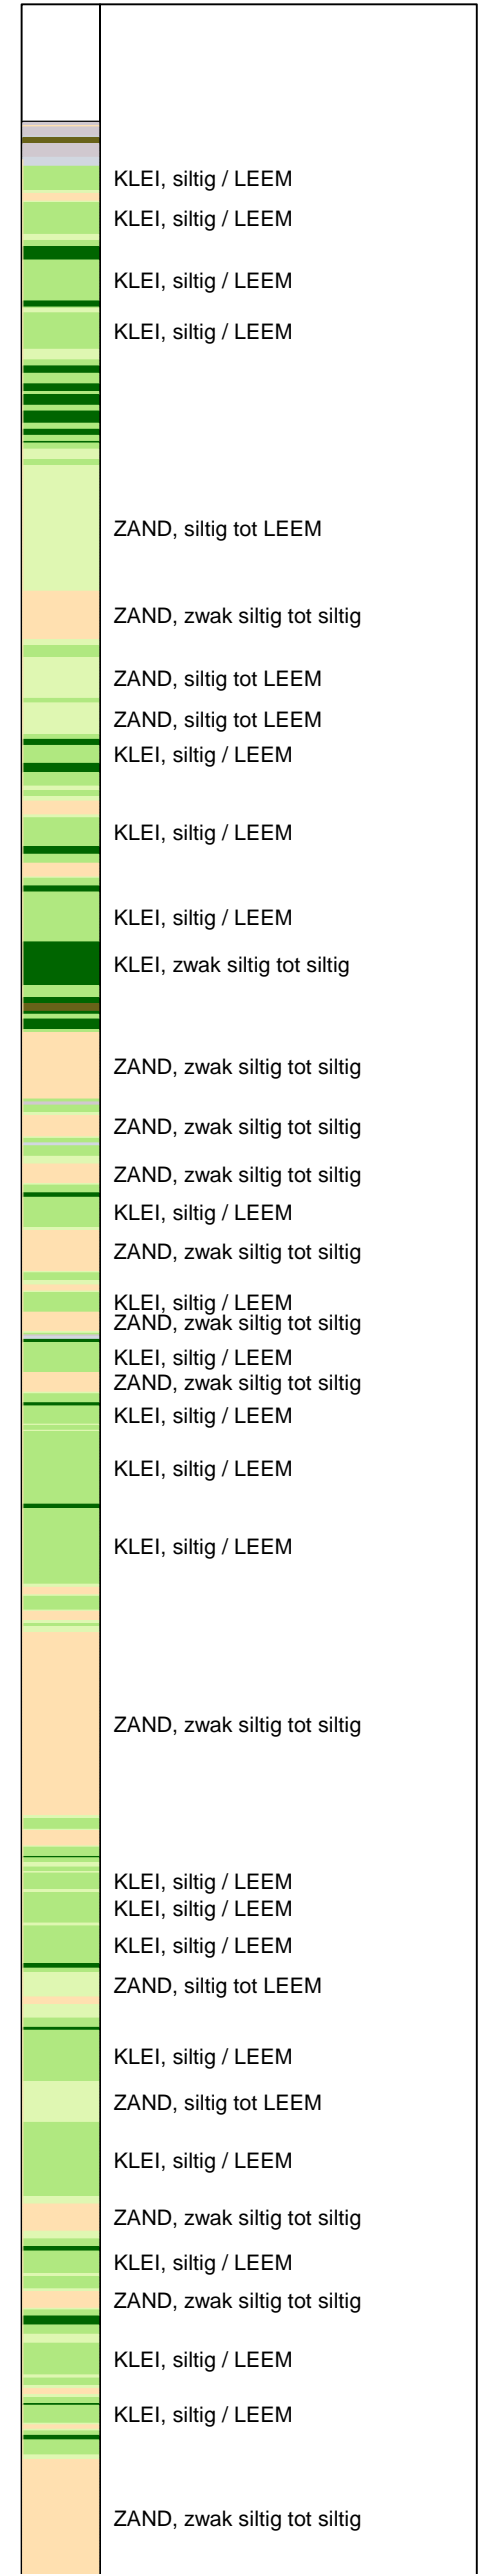 KLEI, siltig / LEEM
KLEI, siltig / LEEM
KLEI, siltig / LEEM
KLEI, siltig / LEEM
ZAND, siltig tot LEEM
ZAND, zwak siltig tot siltig
ZAND, siltig tot LEEM
ZAND, siltig tot LEEM
KLEI, siltig / LEEM
KLEI, siltig / LEEM
KLEI, siltig / LEEM
KLEI, zwak siltig tot siltig
ZAND, zwak siltig tot siltig
ZAND, zwak siltig tot siltig
ZAND, zwak siltig tot siltig
KLEI, siltig / LEEM
ZAND, zwak siltig tot siltig
KLEI, siltig / LEEM
ZAND, zwak siltig tot siltig
KLEI, siltig / LEEM
ZAND, zwak siltig tot siltig
KLEI, siltig / LEEM
KLEI, siltig / LEEM
KLEI, siltig / LEEM
ZAND, zwak siltig tot siltig
KLEI, siltig / LEEM
KLEI, siltig / LEEM
KLEI, siltig / LEEM
ZAND, siltig tot LEEM
KLEI, siltig / LEEM
ZAND, siltig tot LEEM
KLEI, siltig / LEEM
ZAND, zwak siltig tot siltig
KLEI, siltig / LEEM
ZAND, zwak siltig tot siltig
KLEI, siltig / LEEM
KLEI, siltig / LEEM
ZAND, zwak siltig tot siltig